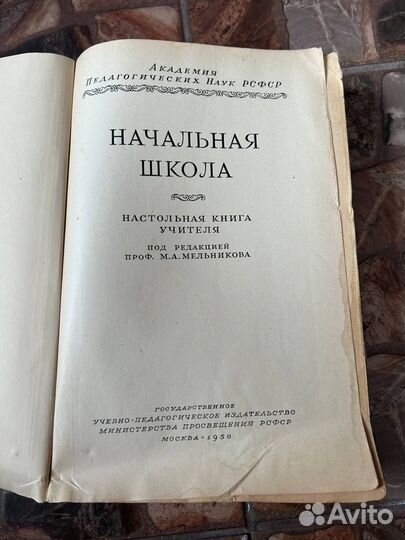 Академия
Педагогических Наук РСФСР
НАЧАЛЬНАЯ
ШКОЛА
НАСТОЛЬНАЯ КНИГА
УЧИТЕЛЯ
ПОД РЕДАКЦИЕЙ
ПРОФ. М.А.МЕЛЬНИКОВА
ГОСУДАРСТВЕННОЕ
УЧЕБНО-ПЕДАГОГИЧЕСКОЕ ИЗДАТЕЛЬСТВО
МИНИСТЕРСТВА ПРОСВЕЩЕНИЯ РСФСР
МОСКВА • 1950
Avito